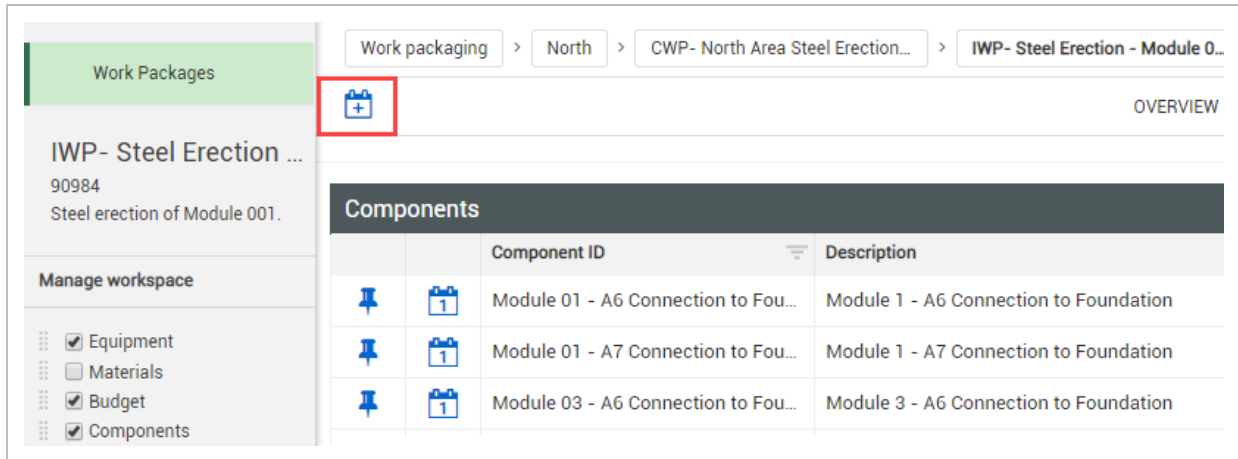 Work Packages
IWP- Steel Erection ...
90984
Steel erection of Module 001.
Manage workspace
Equipment
Materials
Budget
Components
Work packaging > North > CWP- North Area Steel Erection... > IWP- Steel Erection - Module 0...
OVERVIEW
Components
Component ID Description
1 Module 01 - A6 Connection to Fou... Module 1 - A6 Connection to Foundation
1 Module 01 - A7 Connection to Fou... Module 1 - A7 Connection to Foundation
1 Module 03 - A6 Connection to Fou... Module 3 - A6 Connection to Foundation